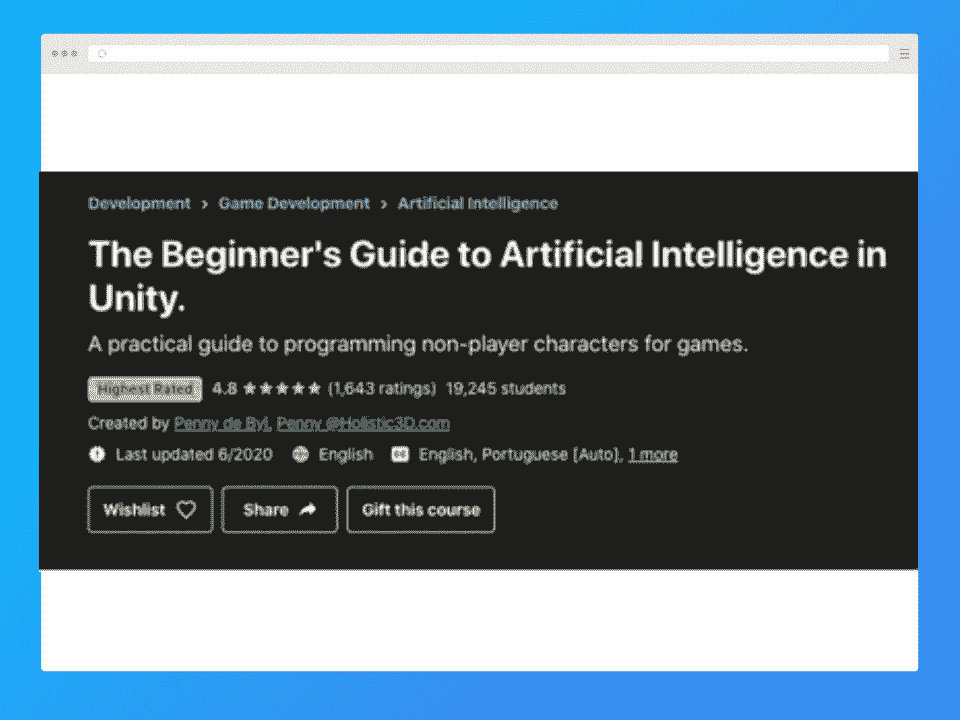 Development › Game Development › Artificial Intelligence
The Beginner's Guide to Artificial Intelligence in
Unity.
A practical guide to programming non-player characters for games.
Highest Rated 4.8 ★★★★★ (1,643 ratings) 19,245 students
Created by Penny de Byl, Penny @Holistic3D.com
Last updated 6/2020 English English, Portuguese [Auto], 1 more
Wishlist Share Gift this course